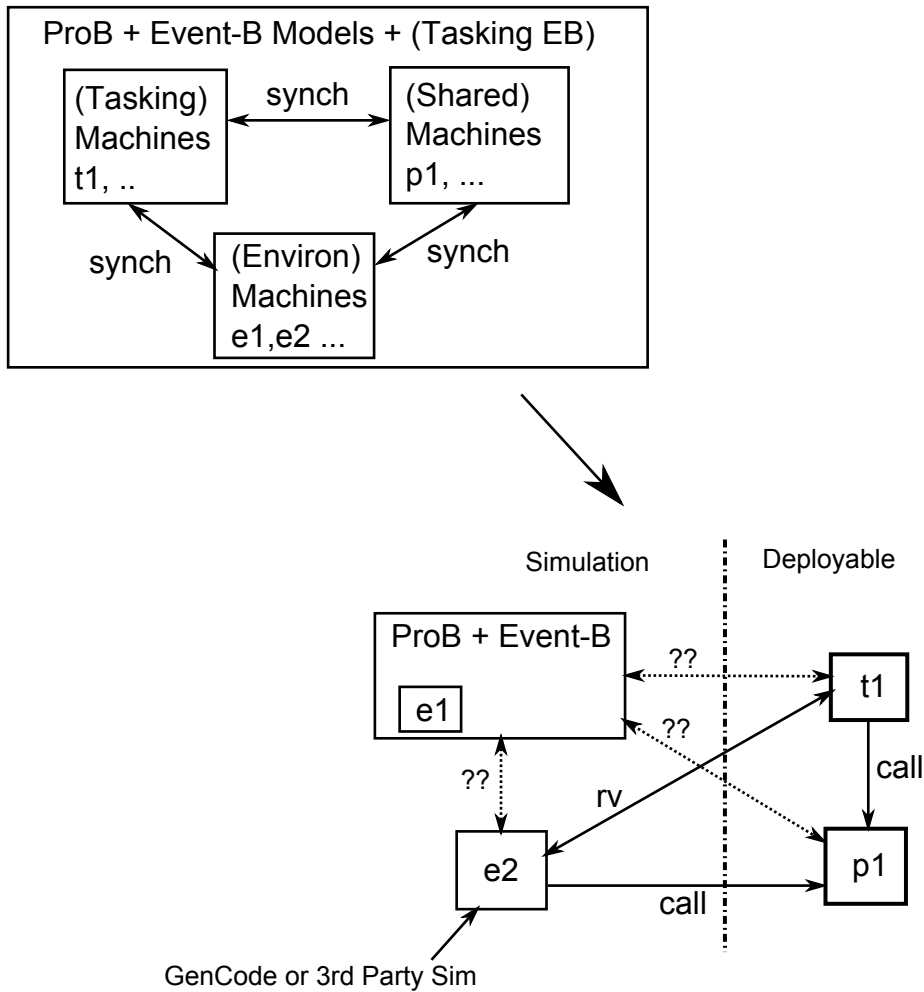 ProB + Event-B Models + (Tasking EB)
(Tasking)
Machines
t1, ..
synch
(Shared)
Machines
p1, ...
synch
(Environ)
Machines
e1,e2 ...
synch
Simulation
Deployable
ProB + Event-B
e1
??
t1
??
call
??
rv
e2
call
p1
GenCode or 3rd Party Sim